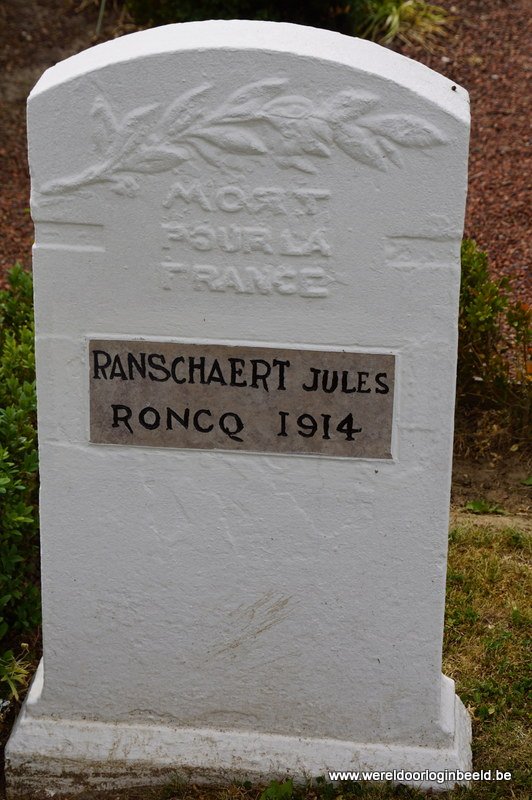 MORT
POUR LA
FRANCE
RANSCHAERT JULES
RONCQ 1914
www.wereldoorloginbeeld.be